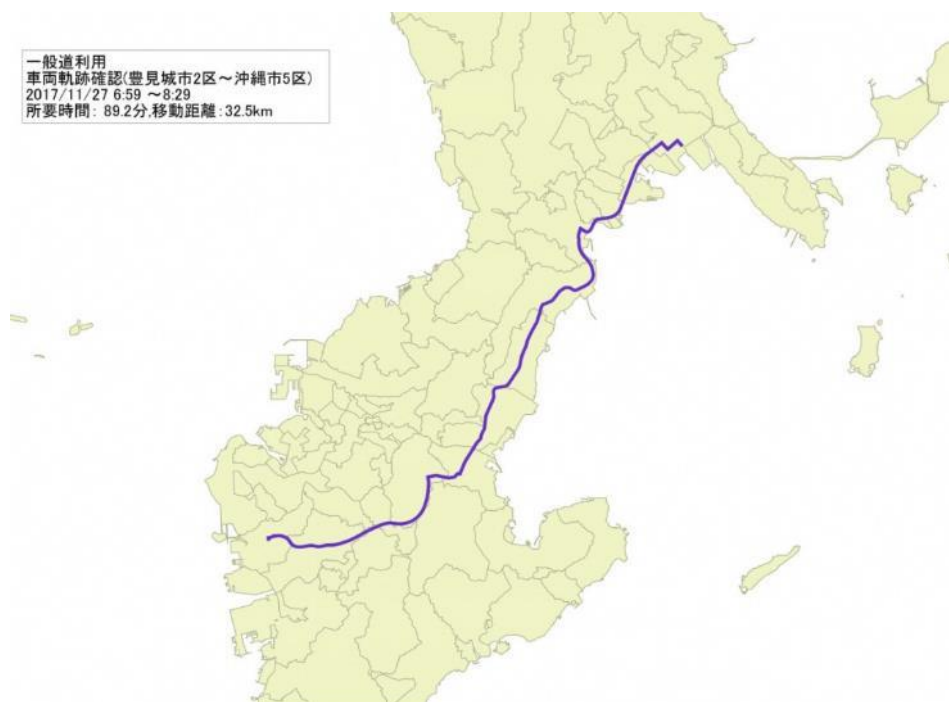 一般道利用
車両軌跡確認(豊見城市2区～沖縄市5区)
2017/11/27 6:59 ～8:29
所要時間: 89.2分,移動距離:32.5km